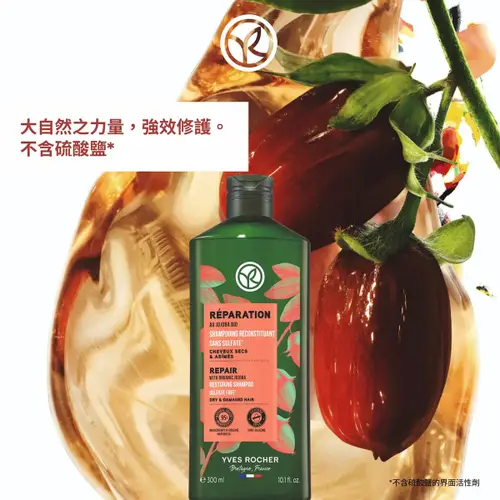 大自然之力量，強效修護。
不含硫酸鹽*
RÉPARATION
AU JOJOBA BIO
SHAMPOOING RECONSTITUANT
SANS SULFATE*
CHEVEUX SECS
& ABÎMÉS
REPAIR
WITH ORGANIC JOJOBA
RESTORING SHAMPOO
SULFATE FREE*
DRY & DAMAGED HAIR
YVES ROCHER
Bretagne, France
e 300 ml 10.1 fl. oz
*不含硫酸鹽的界面活性劑